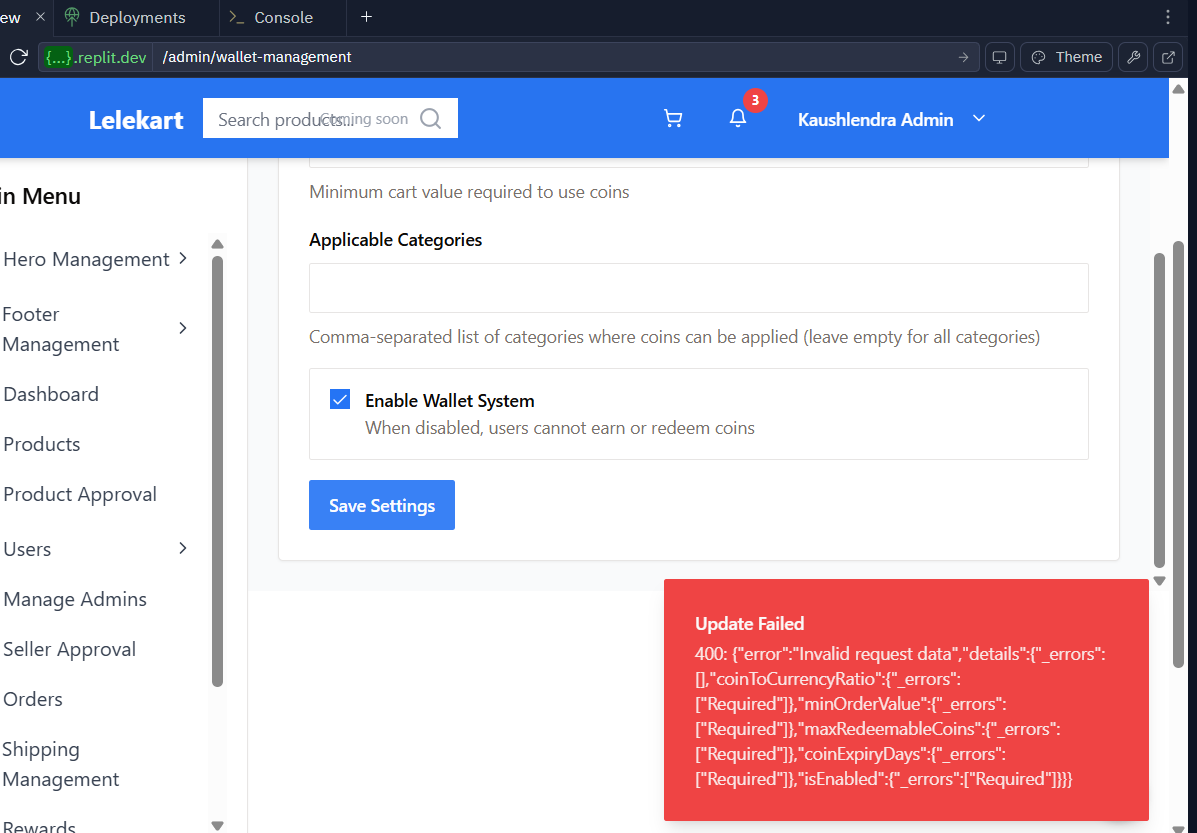 ew
Deployments
Console
{...}.replit.dev /admin/wallet-management
Theme
Lelekart
Search products...
Coming soon
3
Kaushlendra Admin
in Menu
Hero Management
Footer
Management
Dashboard
Products
Product Approval
Users
Manage Admins
Seller Approval
Orders
Shipping
Management
Rewards
Minimum cart value required to use coins
Applicable Categories
Comma-separated list of categories where coins can be applied (leave empty for all categories)
Enable Wallet System
When disabled, users cannot earn or redeem coins
Save Settings
Update Failed
400: {"error":"Invalid request data","details":{"_errors":
[],"coinToCurrencyRatio":{"_errors":
["Required"]},"minOrderValue":{"_errors":
["Required"]},"maxRedeemableCoins":{"_errors":
["Required"]},"coinExpiryDays":{"_errors":
["Required"]},"isEnabled":{"_errors":["Required"]}}}